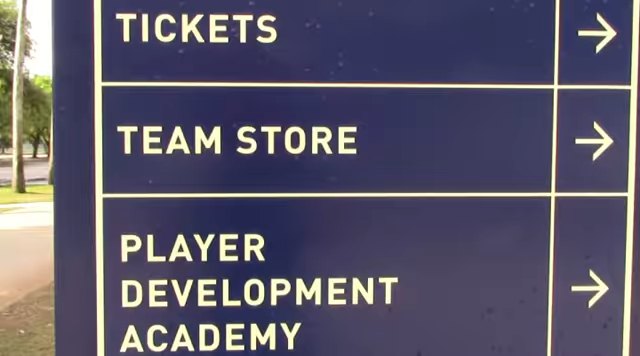 TICKETS →
TEAM STORE →
PLAYER
DEVELOPMENT →
ACADEMY